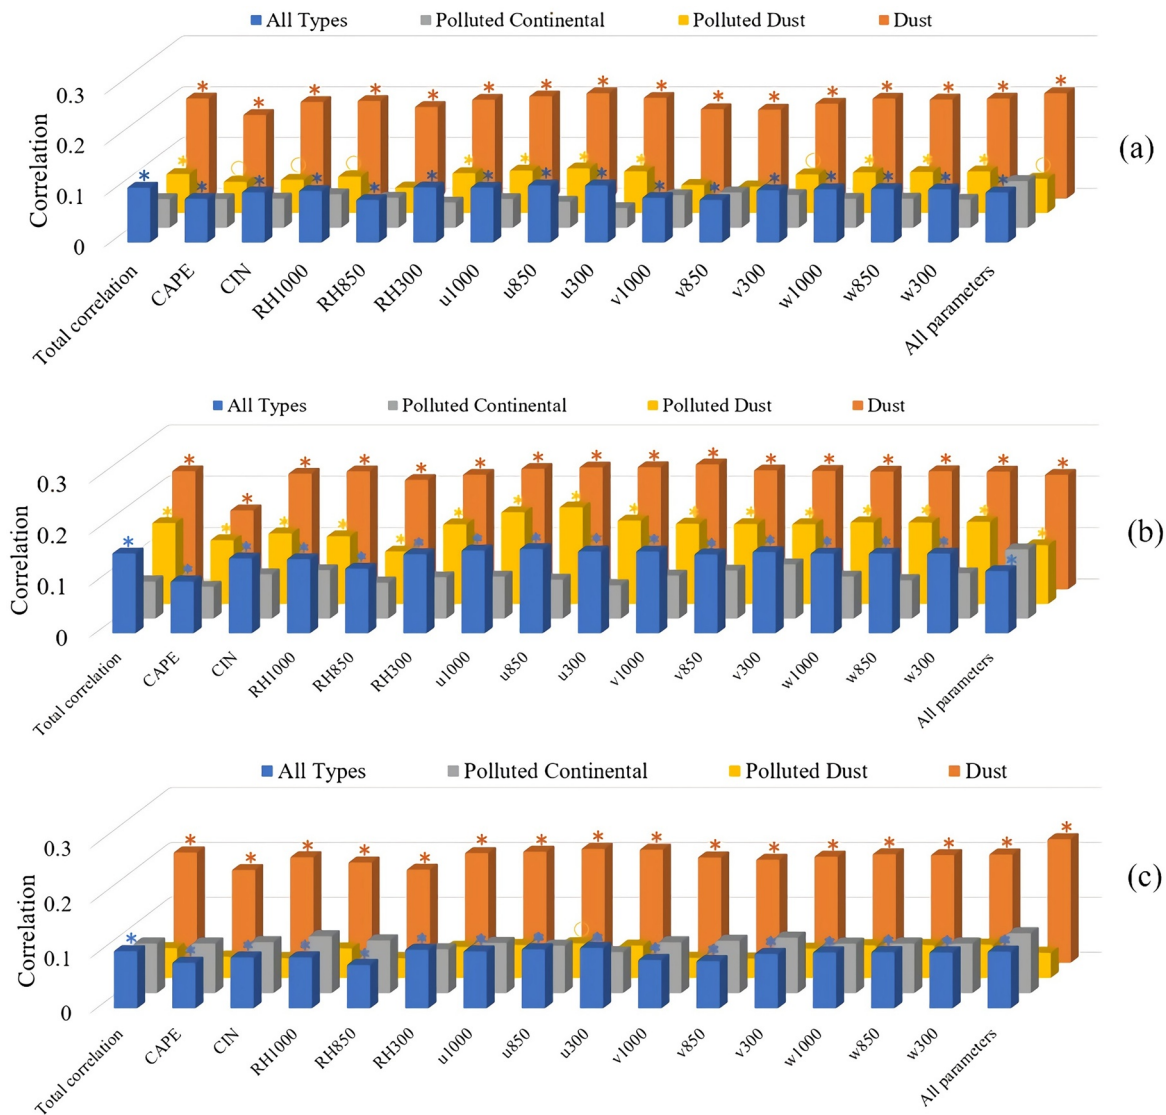 All Types Polluted Continental Polluted Dust Dust
0.3
0.2
0.1
0
Correlation
(a)
Total correlation CAPE CIN RH1000 RH850 RH300 u1000 u850 u300 v1000 v850 v300 w1000 w850 w300 All parameters
All Types Polluted Continental Polluted Dust Dust
0.3
0.2
0.1
0
Correlation
(b)
Total correlation CAPE CIN RH1000 RH850 RH300 u1000 u850 u300 v1000 v850 v300 w1000 w850 w300 All parameters
All Types Polluted Continental Polluted Dust Dust
0.3
0.2
0.1
0
Correlation
(c)
Total correlation CAPE CIN RH1000 RH850 RH300 u1000 u850 u300 v1000 v850 v300 w1000 w850 w300 All parameters